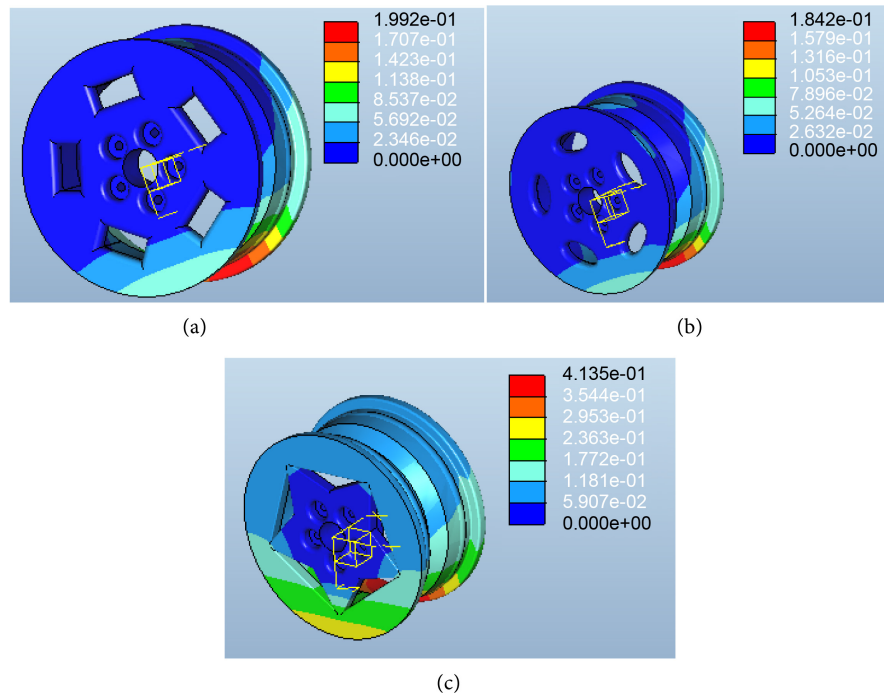 1.992e-01
1.707e-01
1.423e-01
1.138e-01
8.537e-02
5.692e-02
2.346e-02
0.000e+00
1.842e-01
1.579e-01
1.316e-01
1.053e-01
7.896e-02
5.264e-02
2.632e-02
0.000e+00
(a)
(b)
4.135e-01
3.544e-01
2.953e-01
2.363e-01
1.772e-01
1.181e-01
5.907e-02
0.000e+00
(c)